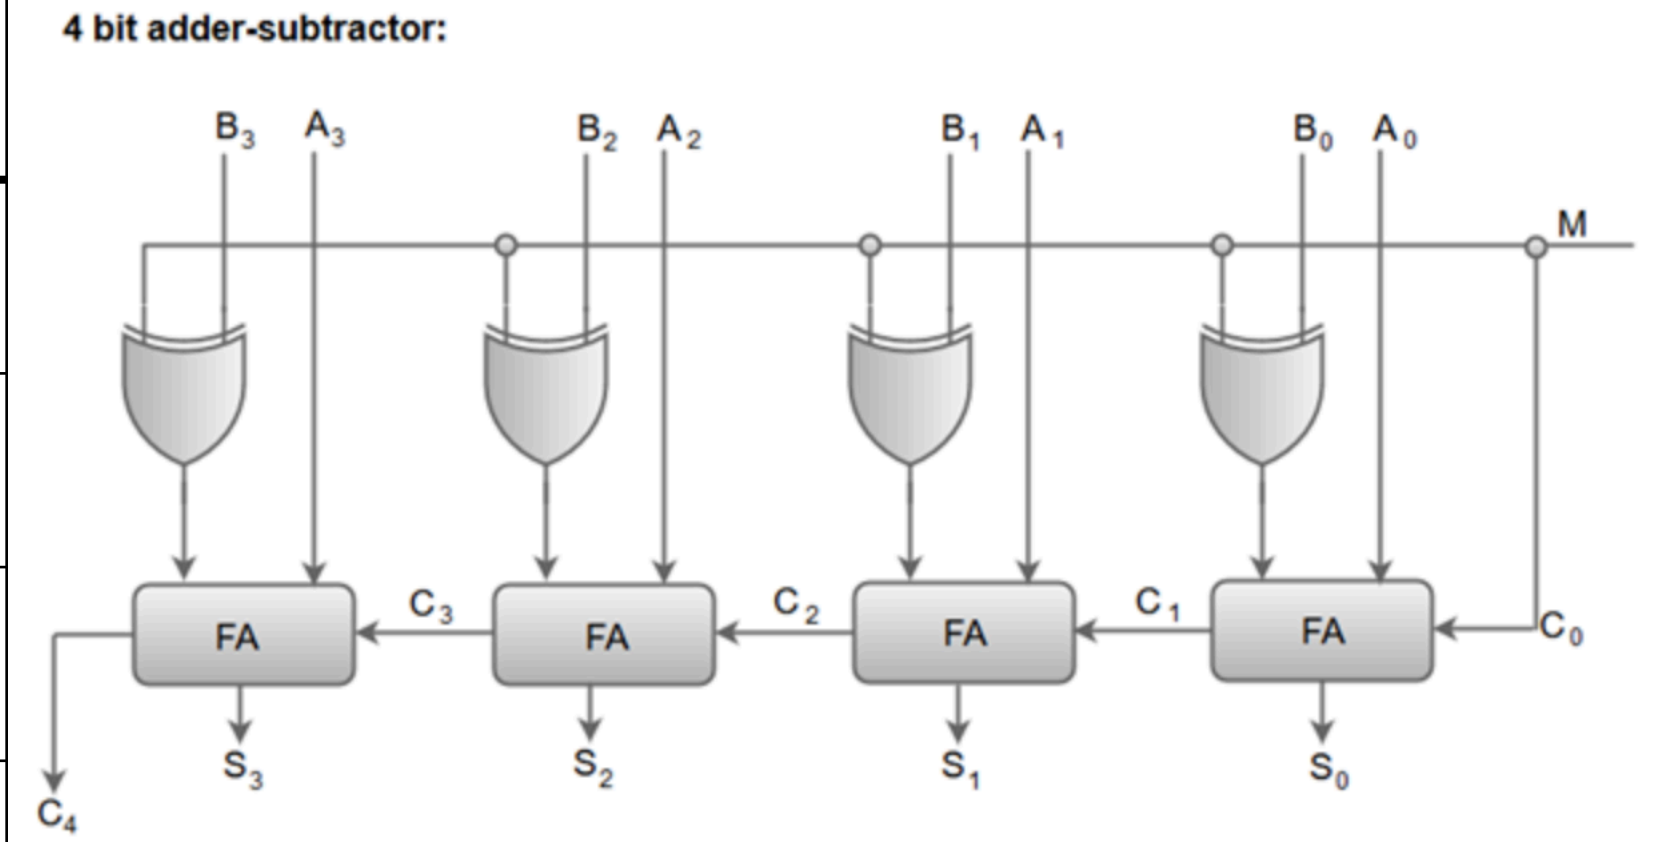 4 bit adder-subtractor:
B3 A3 B2 A2 B1 A1 B0 A0
M
C3 C2 C1
FA FA FA FA C0
S3 S2 S1 S0
C4